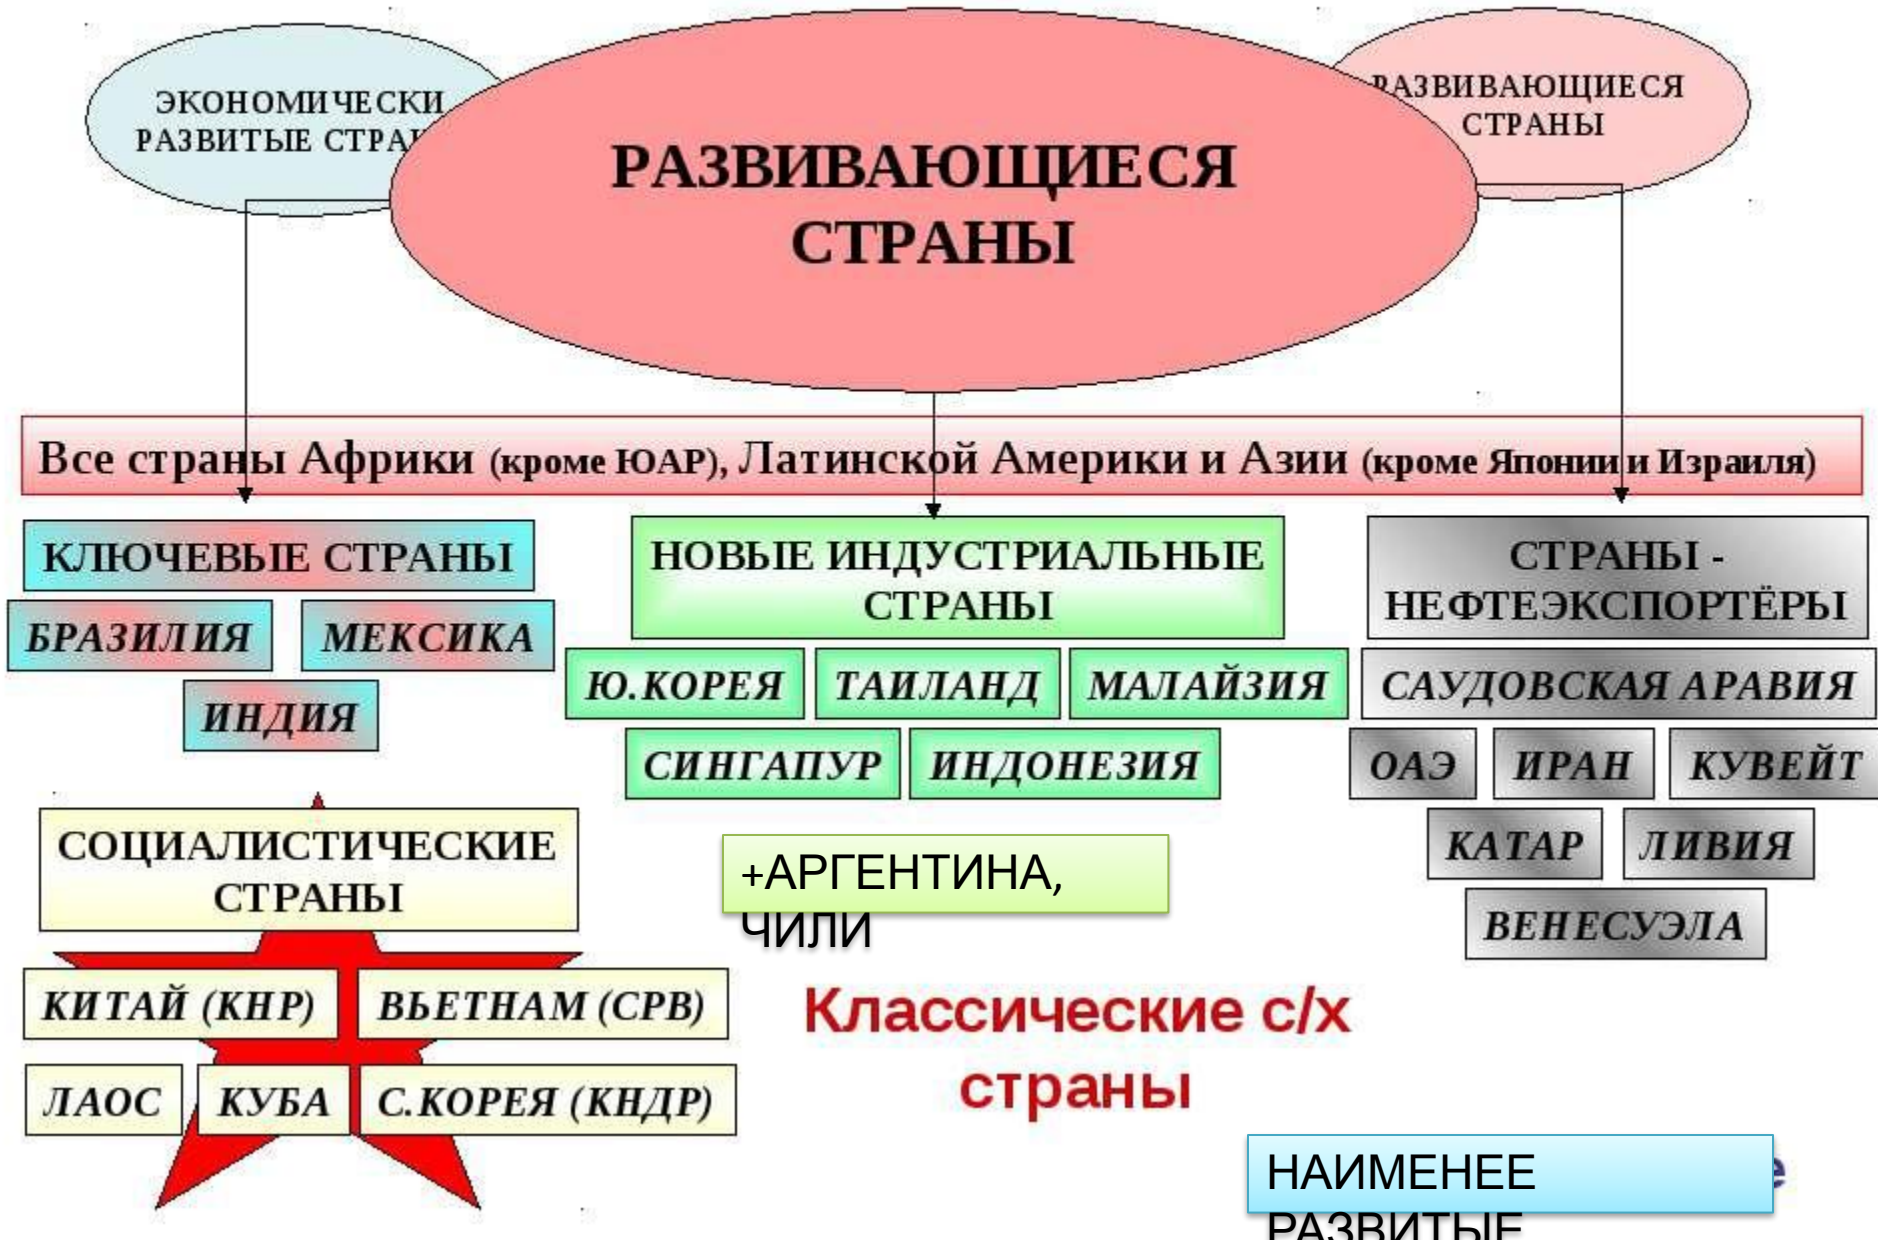 ЭКОНОМИЧЕСКИ
РАЗВИТЫЕ
РАЗВИВАЮЩИЕСЯ
СТРАНЫ
РАЗВИВАЮЩИЕСЯ
СТРАНЫ
Все страны Африки (кроме ЮАР), Латинской Америки и Азии (кроме Японии и Израиля)
КЛЮЧЕВЫЕ СТРАНЫ
БРАЗИЛИЯ
МЕКСИКА
ИНДИЯ
НОВЫЕ ИНДУСТРИАЛЬНЫЕ
СТРАНЫ
Ю.КОРЕЯ
ТАИЛАНД
МАЛАЙЗИЯ
СИНГАПУР
ИНДОНЕЗИЯ
+АРГЕНТИНА,
ЧИЛИ
СТРАНЫ -
НЕФТЕЭКСПОРТЁРЫ
САУДОВСКАЯ АРАВИЯ
ОАЭ
ИРАН
КУВЕЙТ
КАТАР
ЛИВИЯ
ВЕНЕСУЭЛА
СОЦИАЛИСТИЧЕСКИЕ
СТРАНЫ
КИТАЙ (КНР)
ВЬЕТНАМ (СРВ)
ЛАОС
КУБА
С.КОРЕЯ (КНДР)
Классические с/х
страны
НАИМЕНЕЕ
РАЗВИТЫЕ